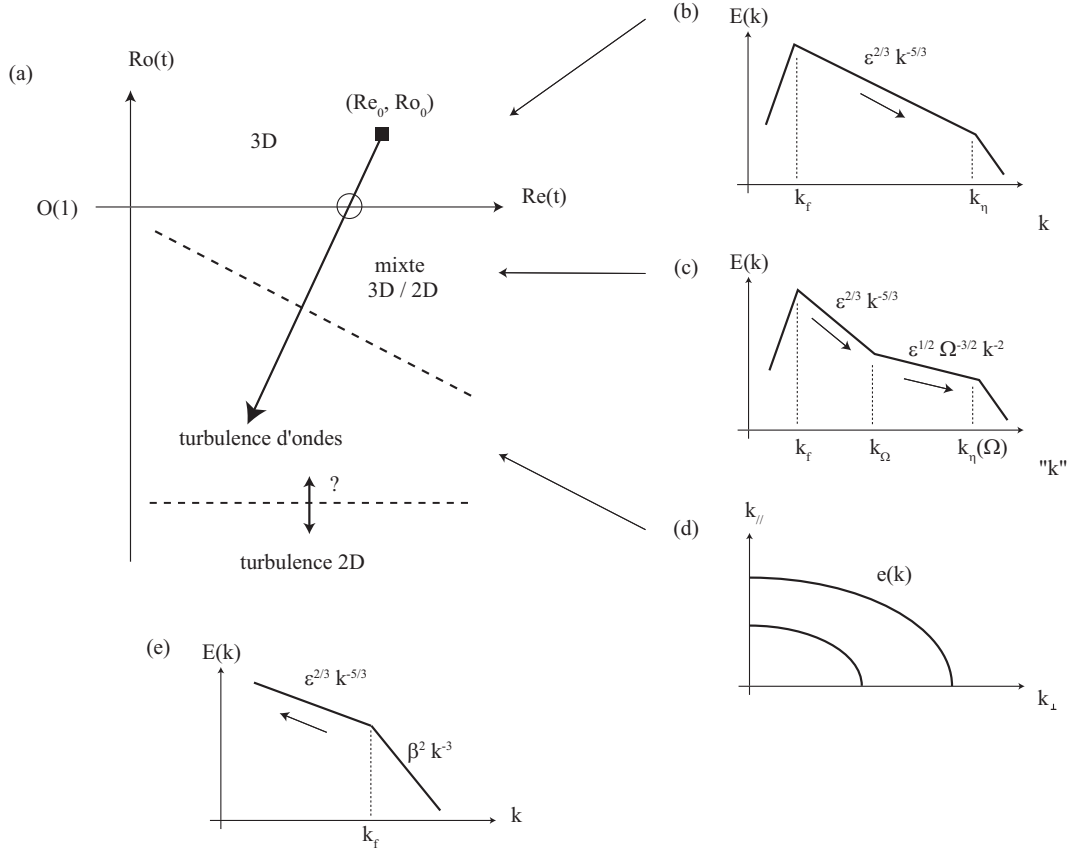 (a)
Ro(t)
(Re₀, Ro₀)
3D
O(1)
Re(t)
mixte
3D / 2D
turbulence d'ondes
?
turbulence 2D
(b)
E(k)
ε^{2/3} k^{-5/3}
k_f
k_η
k
(c)
E(k)
ε^{2/3} k^{-5/3}
ε^{1/2} Ω^{-3/2} k^{-2}
k_f
k_Ω
k_η(Ω)
"k"
(d)
k_{//}
e(k)
k_⊥
(e)
E(k)
ε^{2/3} k^{-5/3}
β² k^{-3}
k_f
k